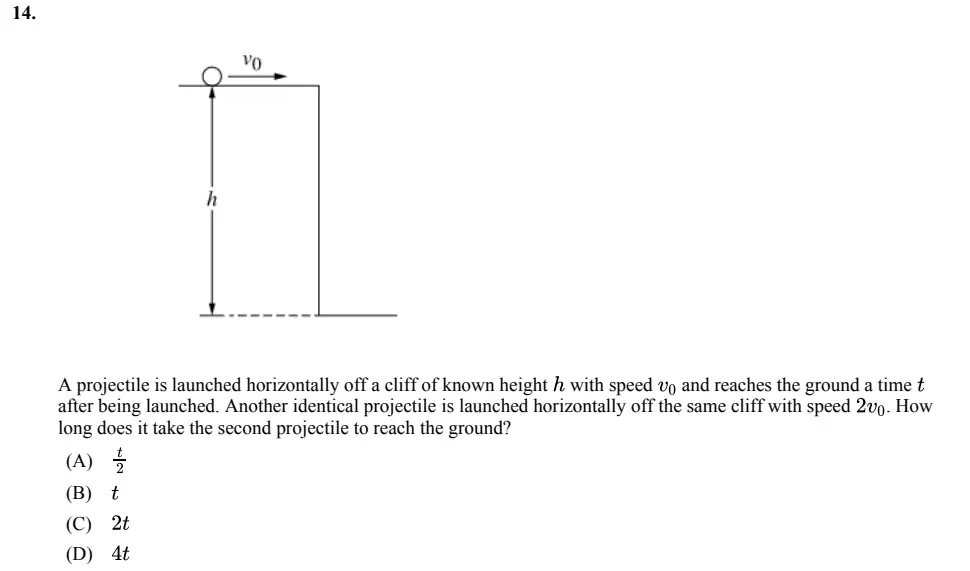 14.
v0
h
A projectile is launched horizontally off a cliff of known height h with speed v0 and reaches the ground a time t
after being launched. Another identical projectile is launched horizontally off the same cliff with speed 2v0. How
long does it take the second projectile to reach the ground?
(A) t/2
(B) t
(C) 2t
(D) 4t